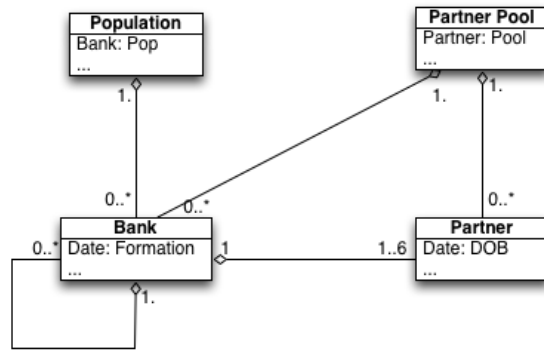 Population
Bank: Pop
...
Partner Pool
Partner: Pool
...
1.
1.
1.
0..*
0..*
0..*
Bank
Date: Formation
...
0..*
1
1..6
Partner
Date: DOB
...
1.